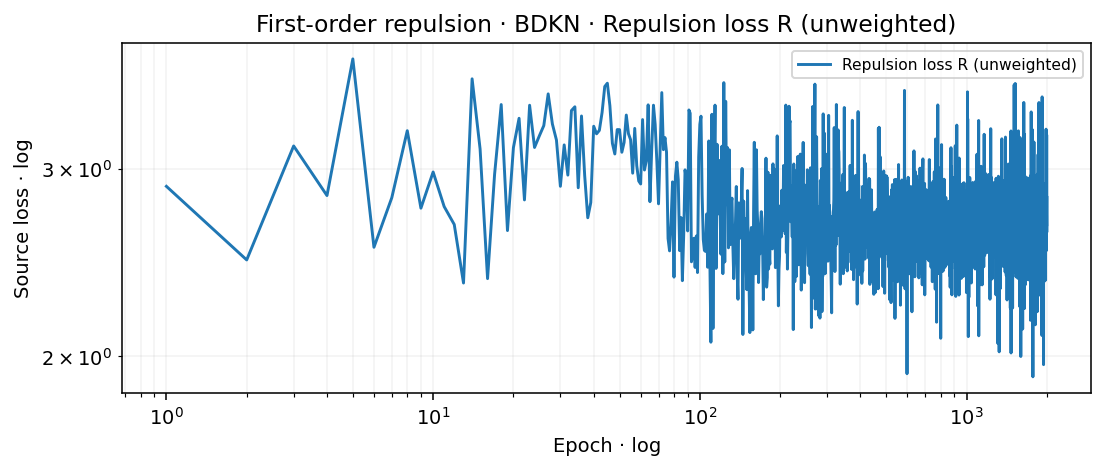 First-order repulsion · BDKN · Repulsion loss R (unweighted)
Repulsion loss R (unweighted)
Source loss · log
3 × 10⁰
2 × 10⁰
10⁰ 10¹ 10² 10³
Epoch · log